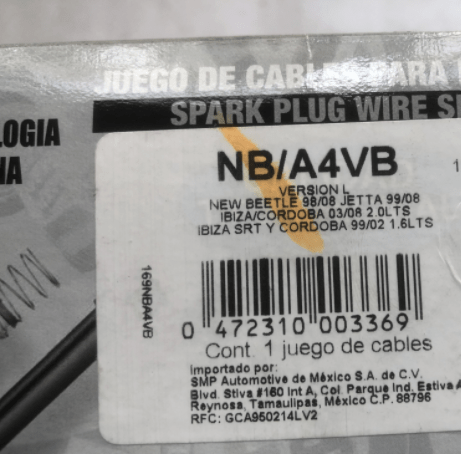 JUEGO DE CABLES PARA
SPARK PLUG WIRE
NB/A4VB
VERSION L
NEW BEETLE 98/08 JETTA 99/08
IBIZA/CORDOBA 03/08 2.0LTS
IBIZA SRT Y CORDOBA 99/02 1.6LTS
169NBA4VB
0 472310 003369
Cont. 1 juego de cables
Importado por:
SMP Automotive de México S.A. de C.V.
Blvd. Stiva #160 Int A, Col. Parque Ind. Estiva A
Reynosa, Tamaulipas, México C.P. 88796
RFC: GCA950214LV2